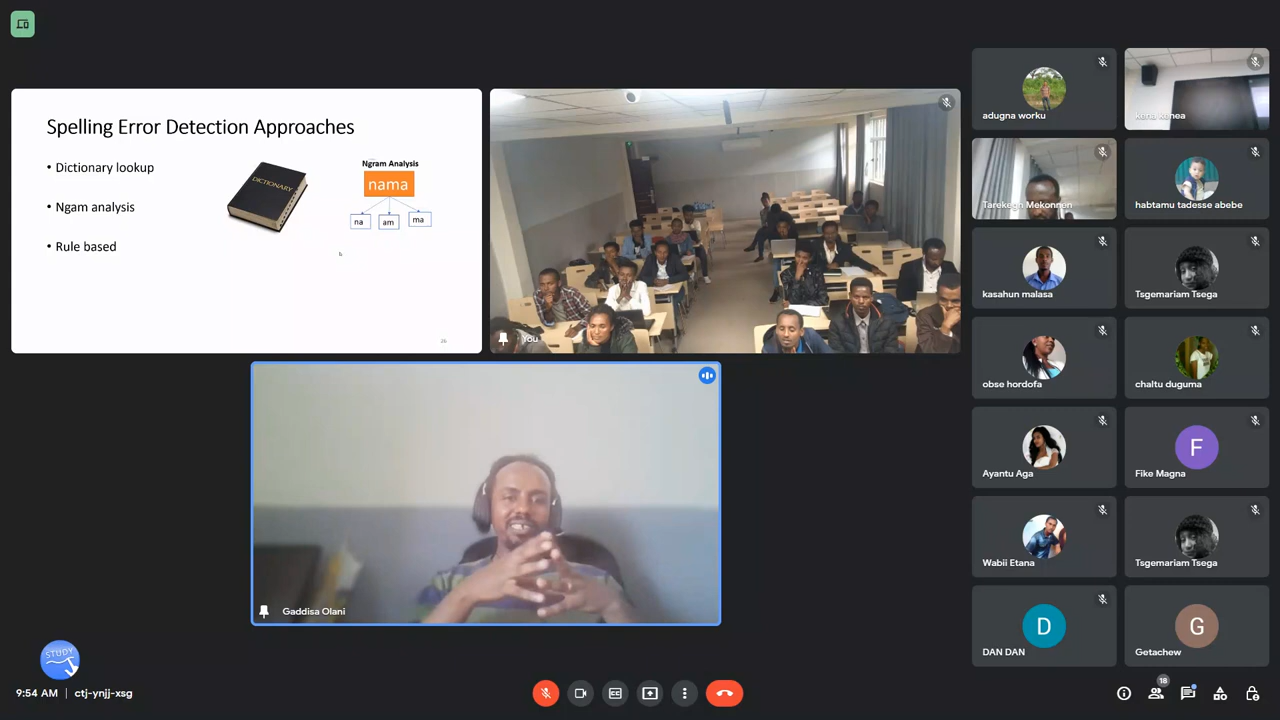 Spelling Error Detection Approaches
• Dictionary lookup
• Ngam analysis
• Rule based
DICTIONARY
Ngram Analysis
nama
na
am
ma
26
You
Gaddisa Olani
adugna worku
kena kenea
Tarekegn Mekonnen
habtamu tadesse abebe
kasahun malasa
Tsgemariam Tsega
obse hordofa
chaltu duguma
Ayantu Aga
F
Fike Magna
Wabii Etana
Tsgemariam Tsega
D
DAN DAN
G
Getachew
STUDY
9:54 AM | ctj-ynjj-xsg
18